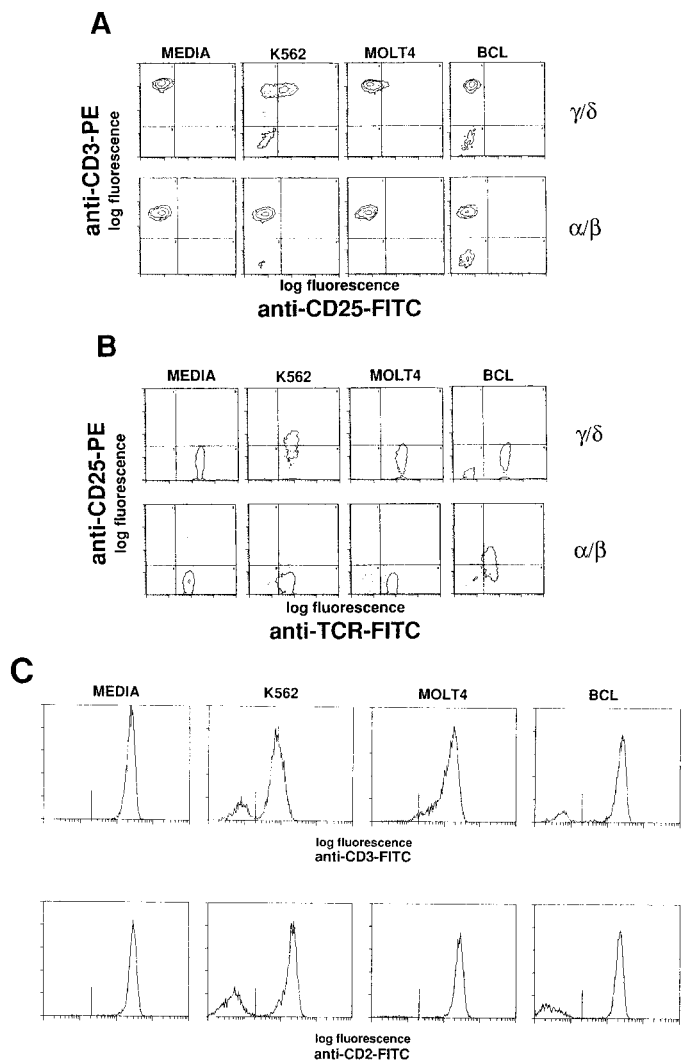 A
MEDIA K562 MOLT4 BCL
anti-CD3-PE
log fluorescence
γ/δ
α/β
log fluorescence
anti-CD25-FITC
B
MEDIA K562 MOLT4 BCL
anti-CD25-PE
log fluorescence
γ/δ
α/β
log fluorescence
anti-TCR-FITC
C
MEDIA K562 MOLT4 BCL
log fluorescence
anti-CD3-FITC
log fluorescence
anti-CD2-FITC